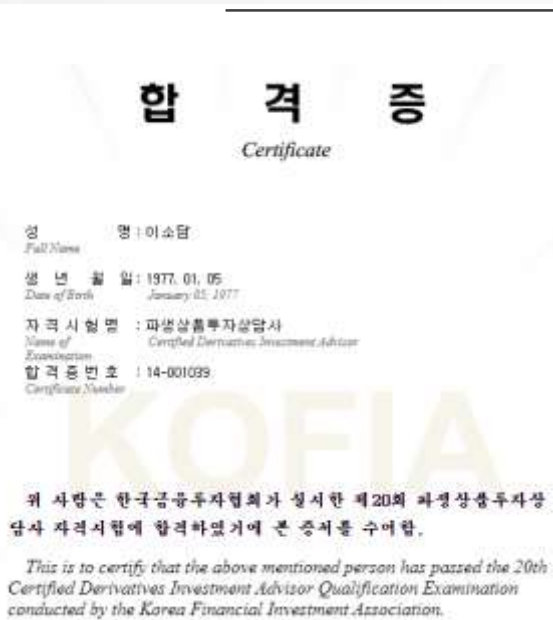 합 격 증
Certificate
성 명 : 이소담
Full Name
생 년 월 일 : 1977. 01. 05
Date of Birth January 05, 1977
자 격 시 험 명 : 파생상품투자상담사
Name of Certified Derivatives Investment Advisor
Examination
합 격 증 번 호 : 14-001039
Certificate Number
KOFIA
위 사람은 한국금융투자협회가 실시한 제20회 파생상품투자상
담사 자격시험에 합격하였기에 본 증서를 수여함.
This is to certify that the above mentioned person has passed the 20th
Certified Derivatives Investment Advisor Qualification Examination
conducted by the Korea Financial Investment Association.